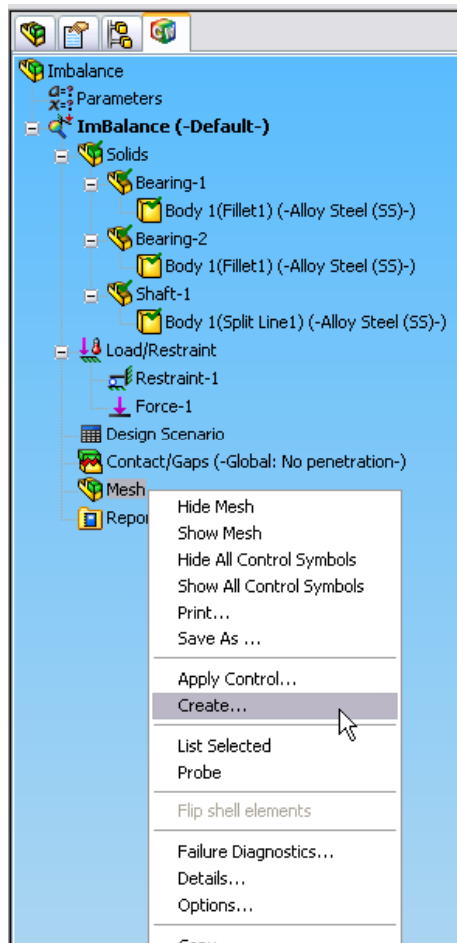 Imbalance
α=?
X=? Parameters
ImBalance (-Default-)
Solids
Bearing-1
Body 1(Fillet1) (-Alloy Steel (SS)-)
Bearing-2
Body 1(Fillet1) (-Alloy Steel (SS)-)
Shaft-1
Body 1(Split Line1) (-Alloy Steel (SS)-)
Load/Restraint
Restraint-1
Force-1
Design Scenario
Contact/Gaps (-Global: No penetration-)
Mesh
Repor
Hide Mesh
Show Mesh
Hide All Control Symbols
Show All Control Symbols
Print...
Save As ...
Apply Control...
Create...
List Selected
Probe
Flip shell elements
Failure Diagnostics...
Details...
Options...